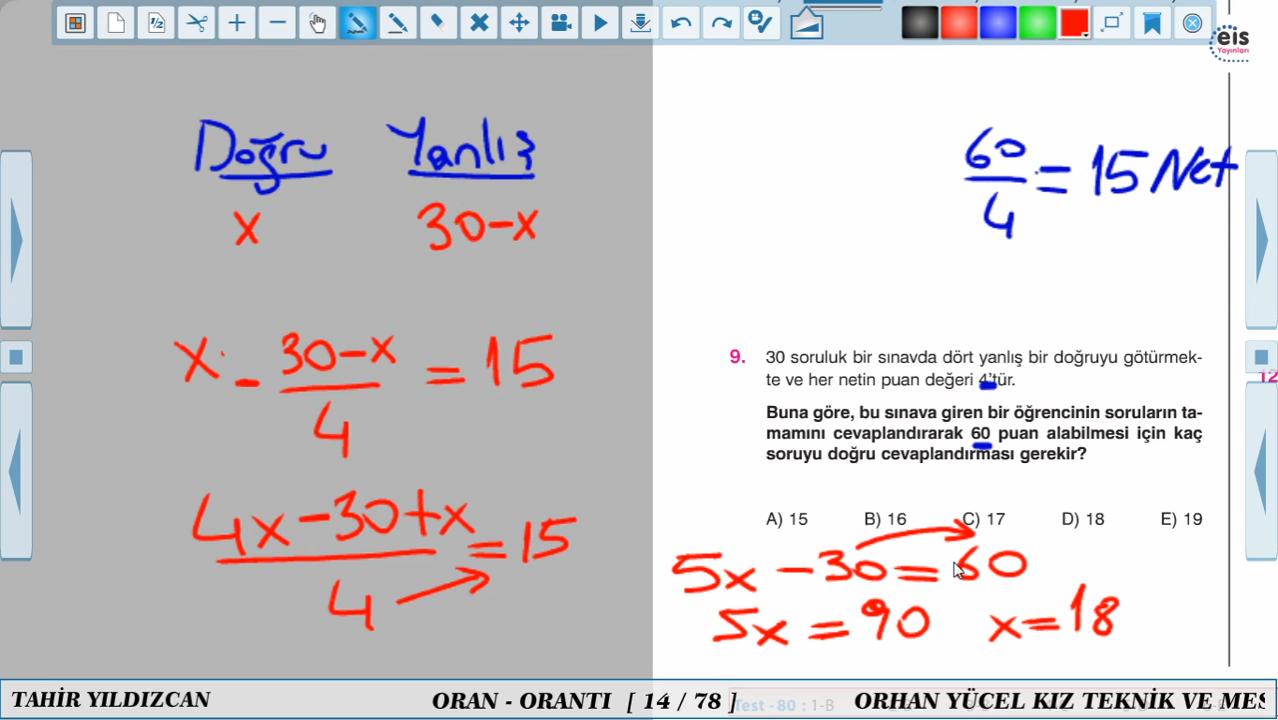 eis
Yayınları
Doğru Yanlış
x 30-x
x - 30-x / 4 = 15
4x-30+x / 4 = 15
60 / 4 = 15 Net
12
9. 30 soruluk bir sınavda dört yanlış bir doğruyu götürmek-
te ve her netin puan değeri 4'tür.
Buna göre, bu sınava giren bir öğrencinin soruların ta-
mamını cevaplandırarak 60 puan alabilmesi için kaç
soruyu doğru cevaplandırması gerekir?
A) 15 B) 16 C) 17 D) 18 E) 19
5x - 30 = 60
5x = 90 x = 18
TAHİR YILDIZCAN ORAN - ORANTI [ 14 / 78 ] Test - 80 : 1-B ORHAN YÜCEL KIZ TEKNİK VE MES